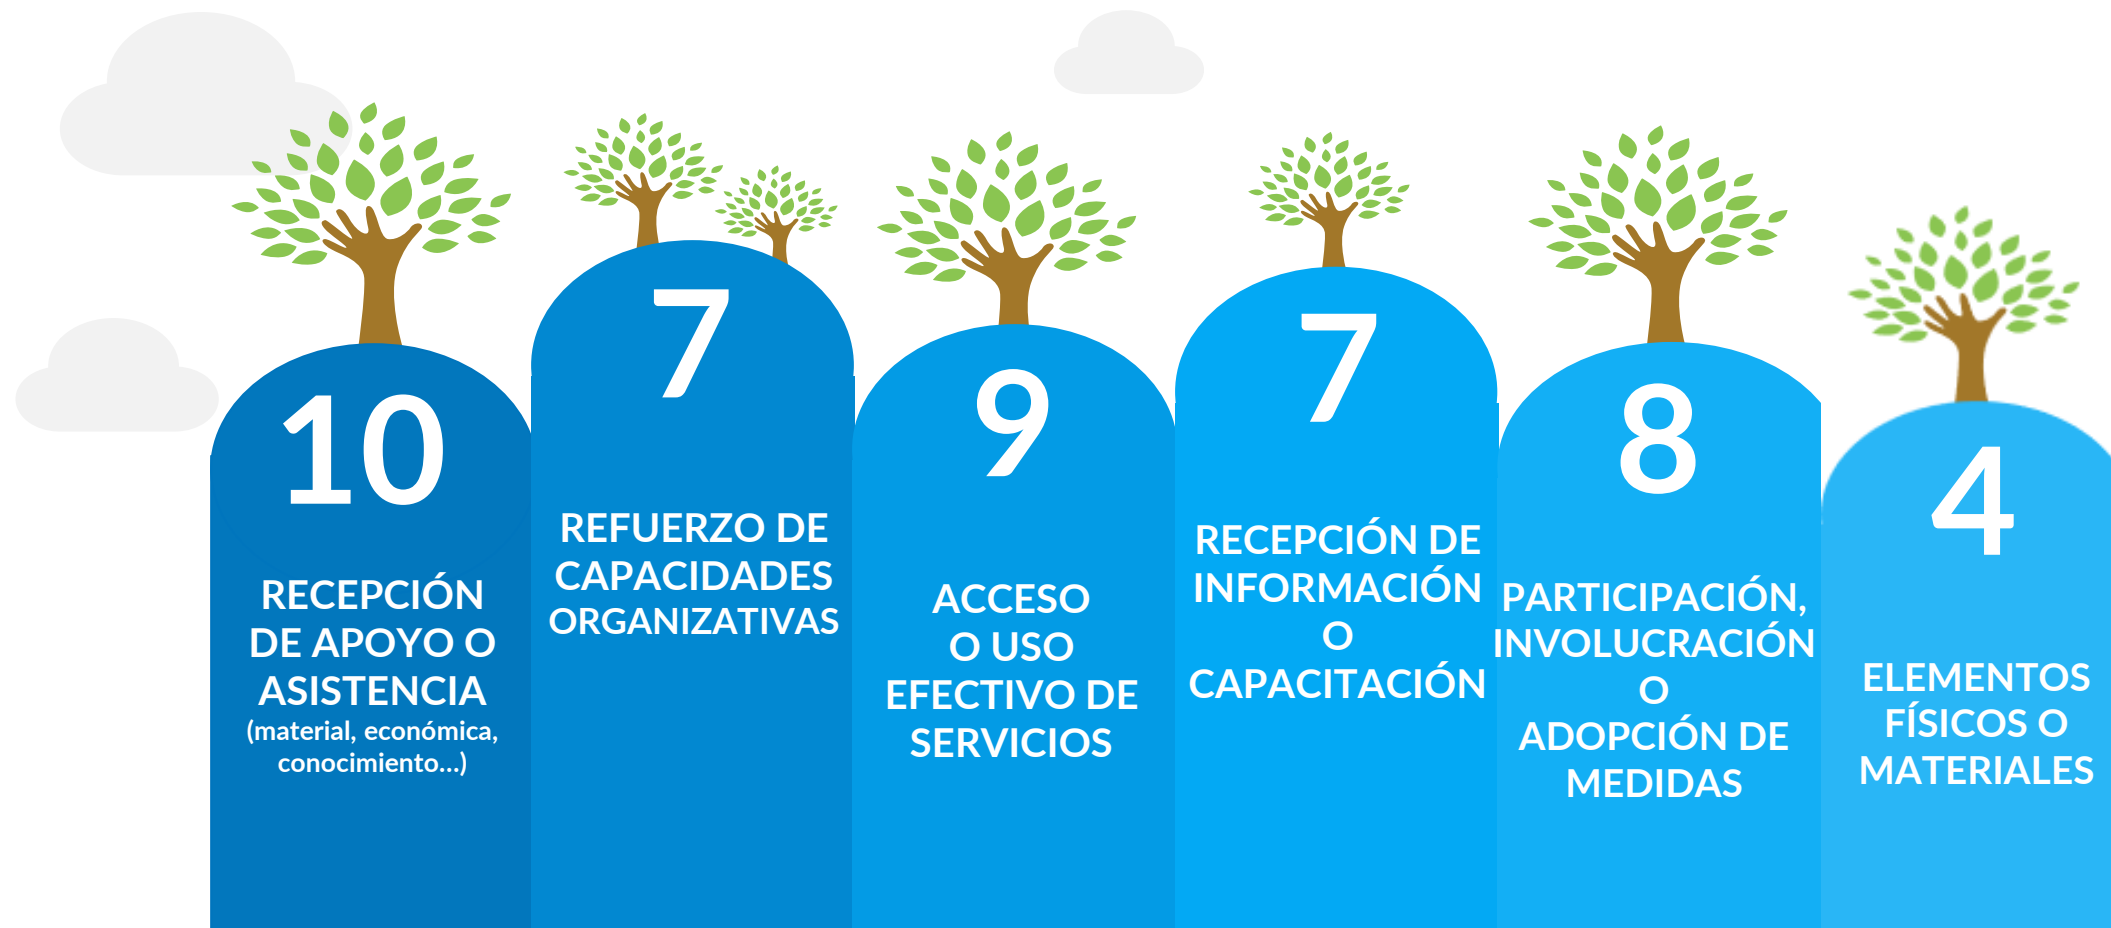 10
RECEPCIÓN
DE APOYO O
ASISTENCIA
(material, económica,
conocimiento...)
7
REFUERZO DE
CAPACIDADES
ORGANIZATIVAS
9
ACCESO
O USO
EFECTIVO DE
SERVICIOS
7
RECEPCIÓN DE
INFORMACIÓN
O
CAPACITACIÓN
8
PARTICIPACIÓN,
INVOLUCRACIÓN
O
ADOPCIÓN DE
MEDIDAS
4
ELEMENTOS
FÍSICOS O
MATERIALES